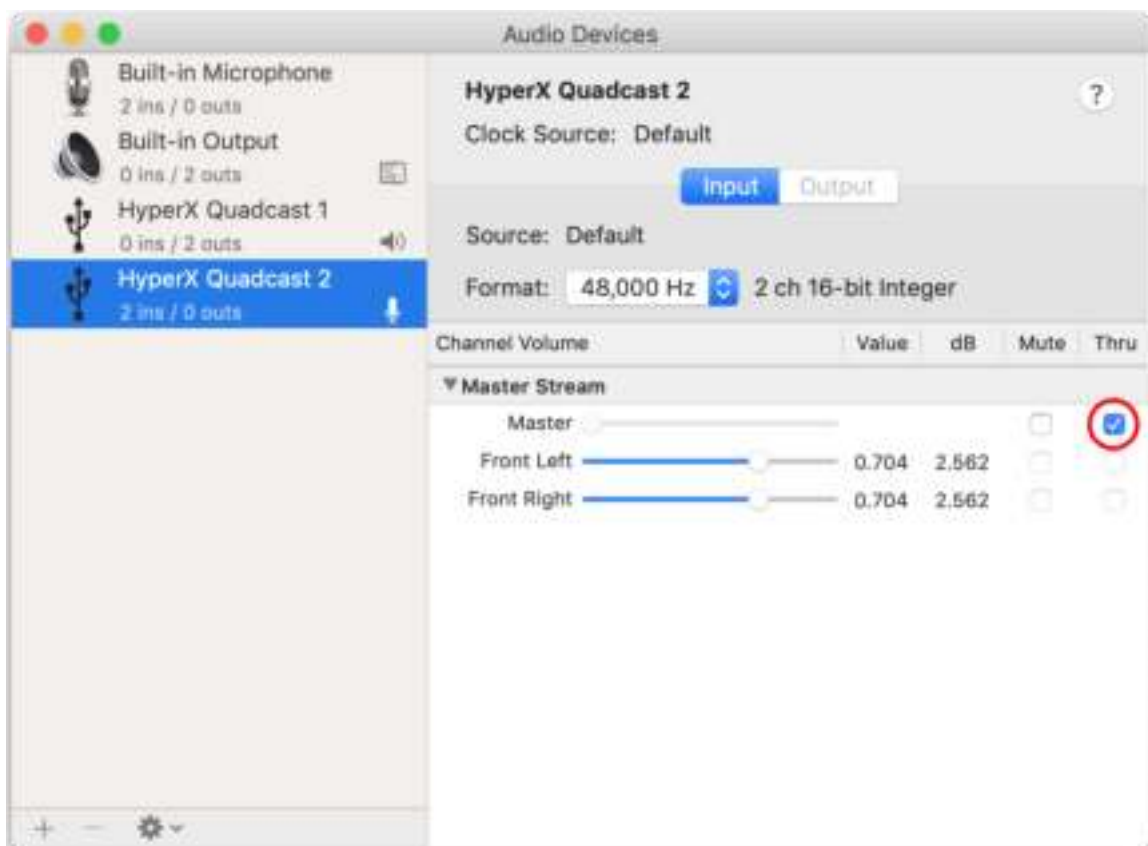 Audio Devices
Built-in Microphone
2 ins / 0 outs
Built-in Output
0 ins / 2 outs
HyperX Quadcast 1
0 ins / 2 outs
HyperX Quadcast 2
2 ins / 0 outs
HyperX Quadcast 2
?
Clock Source: Default
Input Output
Source: Default
Format: 48,000 Hz 2 ch 16-bit Integer
Channel Volume Value dB Mute Thru
Master Stream
Master
Front Left 0.704 2.562
Front Right 0.704 2.562